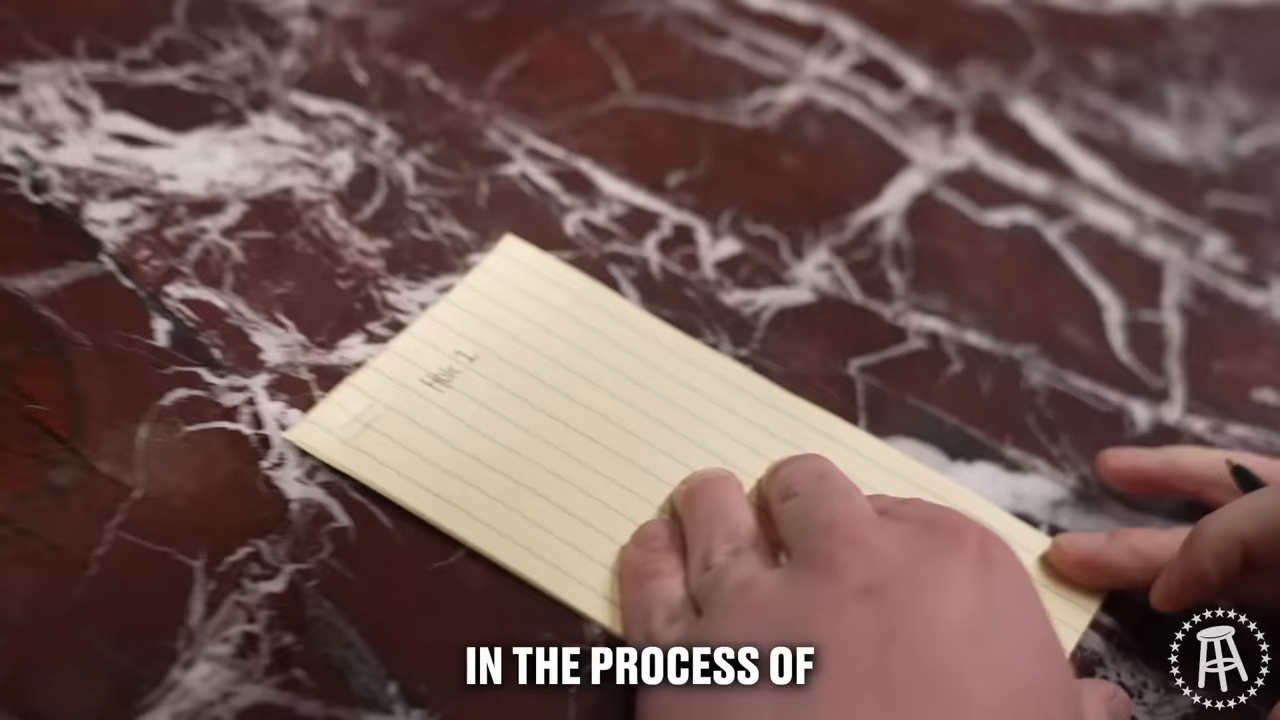 IN THE PROCESS OF